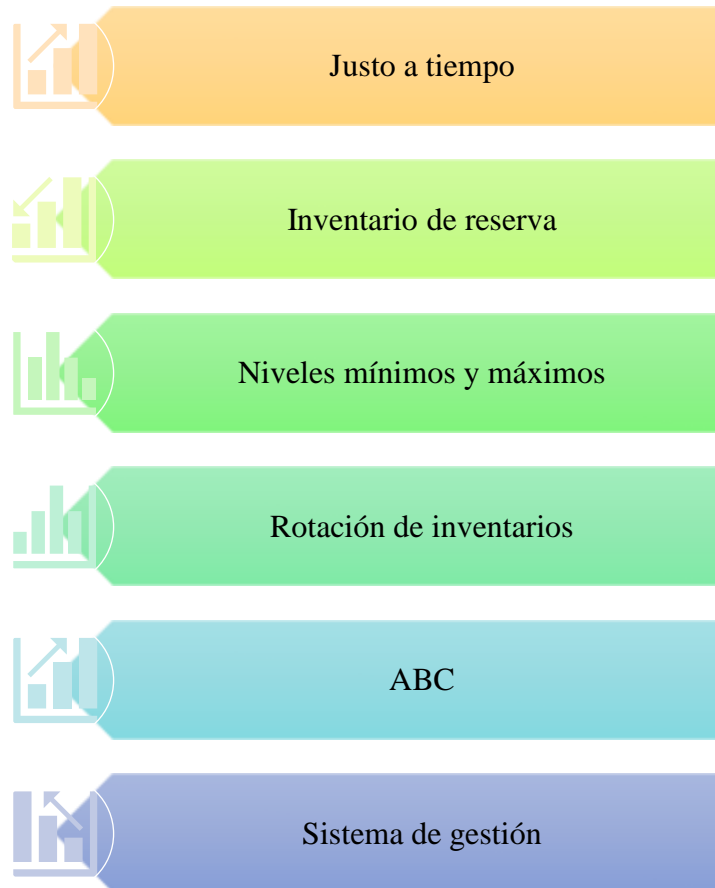 Justo a tiempo
Inventario de reserva
Niveles mínimos y máximos
Rotación de inventarios
ABC
Sistema de gestión